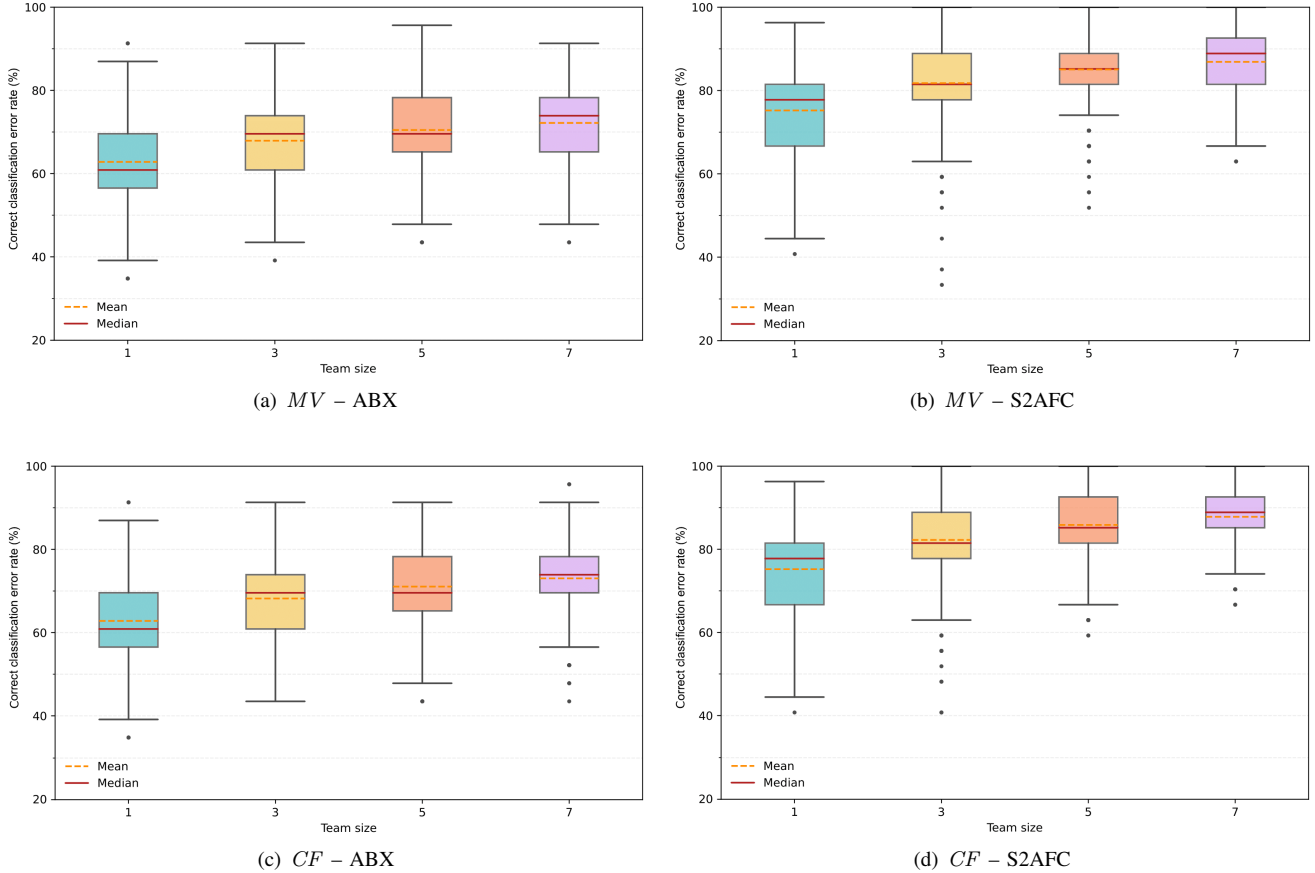 100
80
60
40
20
Correct classification error rate (%)
Mean
Median
1 3 5 7
Team size
(a) MV – ABX
100
80
60
40
20
Correct classification error rate (%)
Mean
Median
1 3 5 7
Team size
(b) MV – S2AFC
100
80
60
40
20
Correct classification error rate (%)
Mean
Median
1 3 5 7
Team size
(c) CF – ABX
100
80
60
40
20
Correct classification error rate (%)
Mean
Median
1 3 5 7
Team size
(d) CF – S2AFC